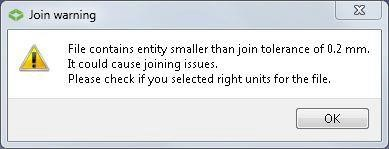 Join warning
File contains entity smaller than join tolerance of 0.2 mm.
It could cause joining issues.
Please check if you selected right units for the file.
OK